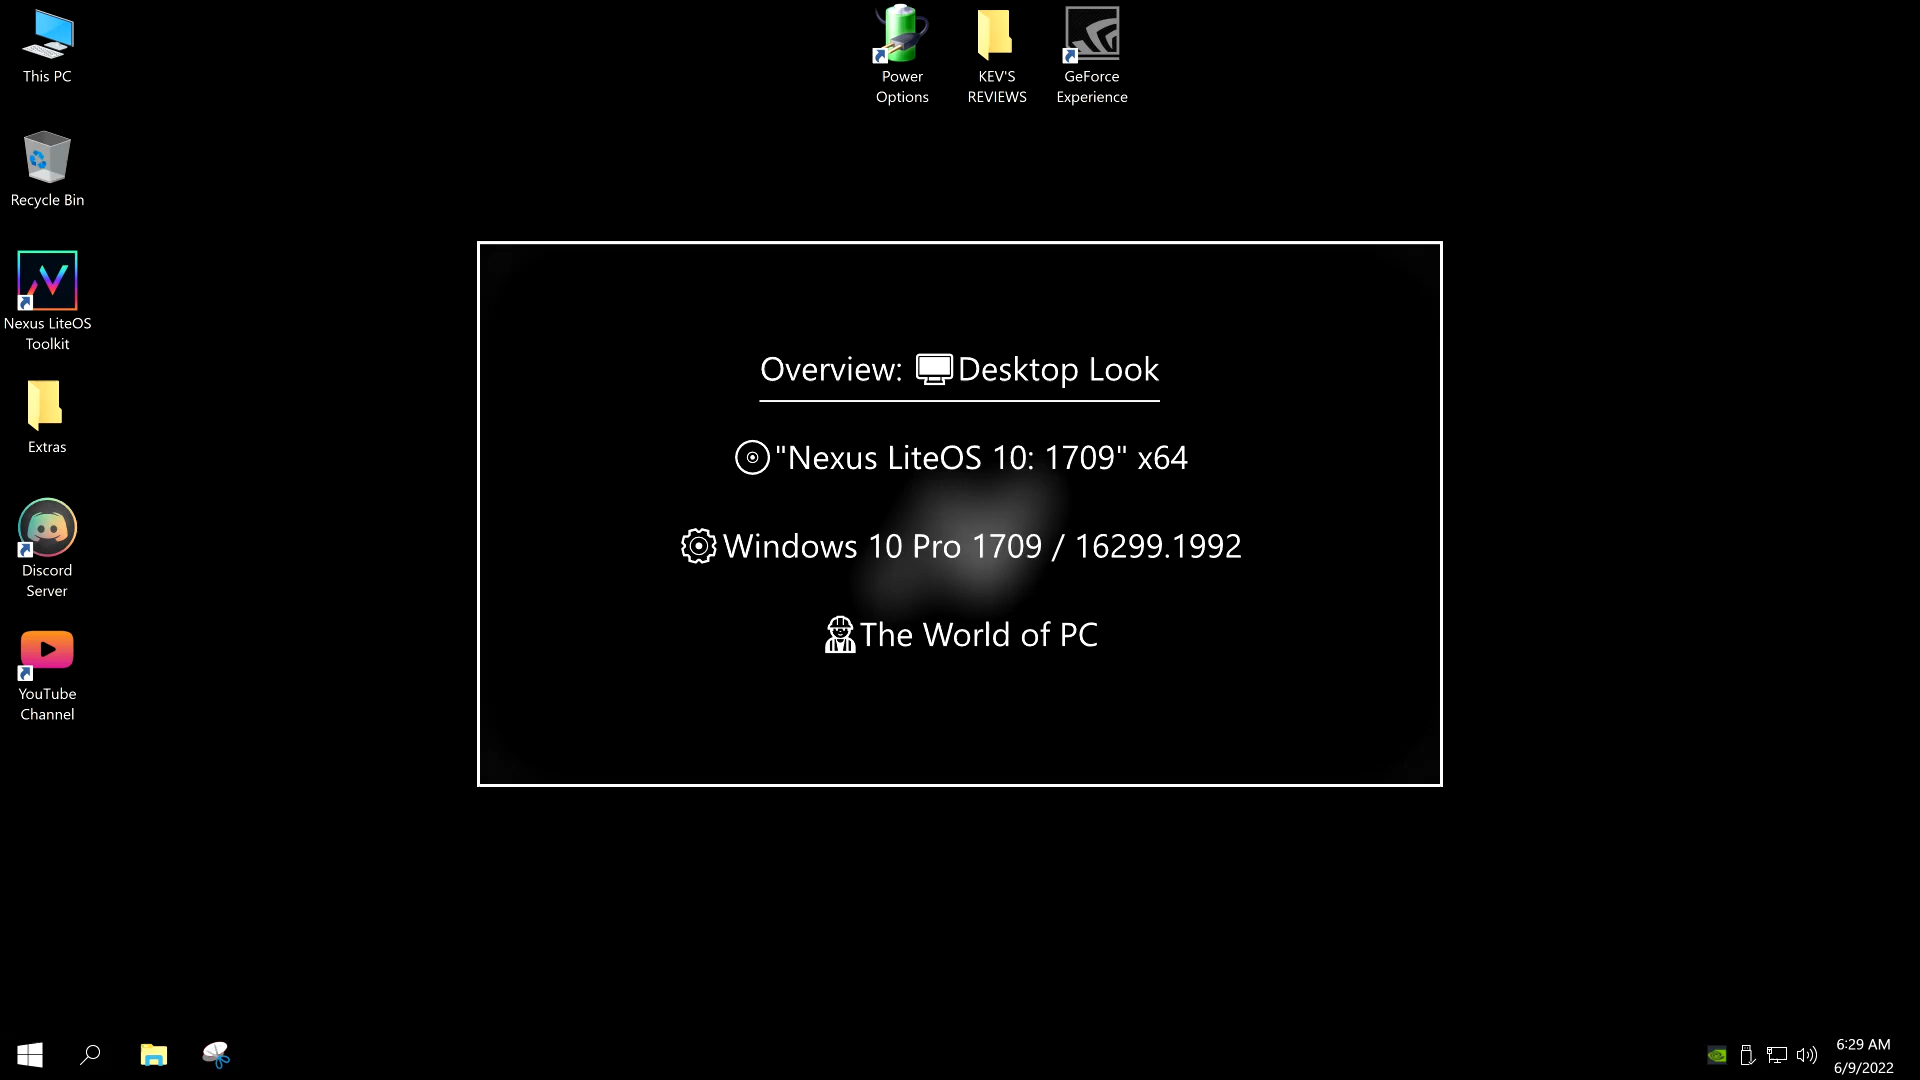 This PC
Recycle Bin
Nexus LiteOS
Toolkit
Extras
Discord
Server
YouTube
Channel
Power
Options
KEV'S
REVIEWS
GeForce
Experience
Overview: Desktop Look
"Nexus LiteOS 10: 1709" x64
Windows 10 Pro 1709 / 16299.1992
The World of PC
6:29 AM
6/9/2022